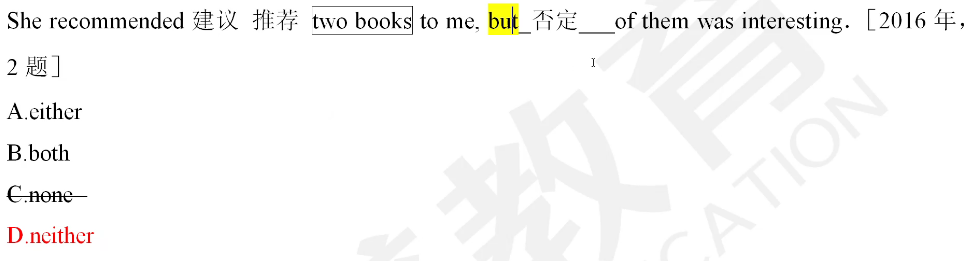 She recommended 建议 推荐 two books to me, but_否定___of them was interesting.［2016 年，
2 题］
A.either
B.both
C.none
D.neither
教育
CATION